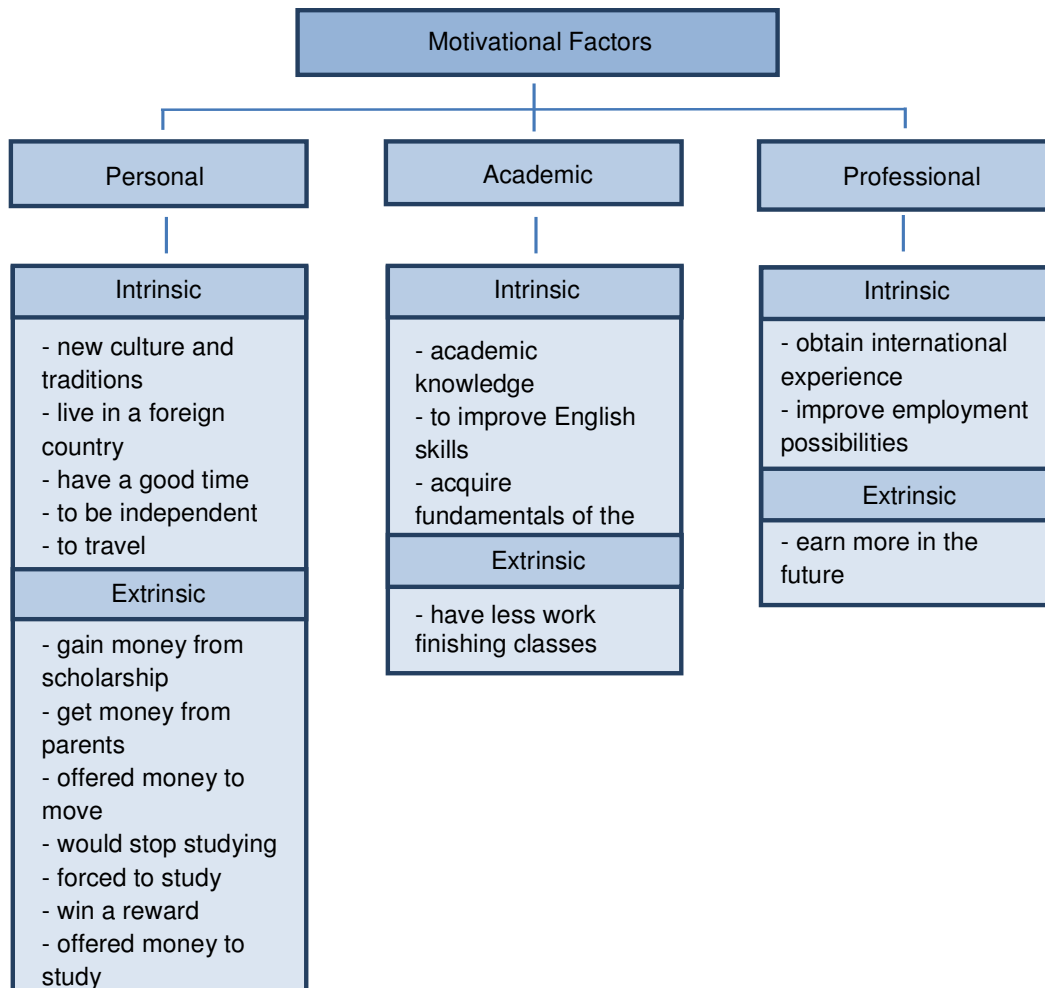 Motivational Factors
Personal
Academic
Professional
Intrinsic
- new culture and
traditions
- live in a foreign
country
- have a good time
- to be independent
- to travel
Extrinsic
- gain money from
scholarship
- get money from
parents
- offered money to
move
- would stop studying
- forced to study
- win a reward
- offered money to
study
Intrinsic
- academic
knowledge
- to improve English
skills
- acquire
fundamentals of the
Extrinsic
- have less work
finishing classes
Intrinsic
- obtain international
experience
- improve employment
possibilities
Extrinsic
- earn more in the
future